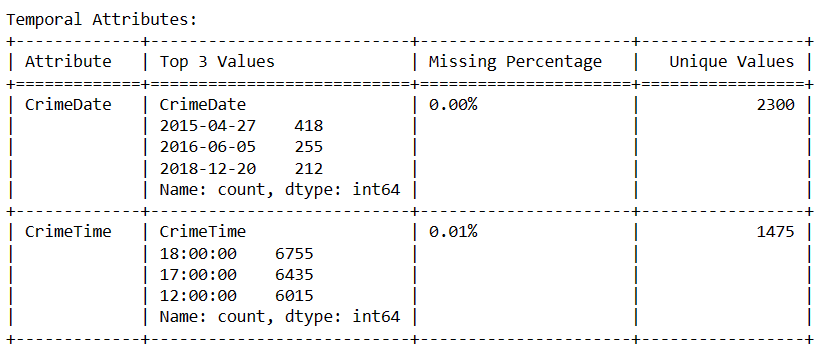 Temporal Attributes:
+-------------+---------------------------+----------------------+-----------------+
| Attribute   | Top 3 Values              | Missing Percentage   |   Unique Values |
+=============+===========================+======================+=================+
| CrimeDate   | CrimeDate                 | 0.00%                |            2300 |
|             | 2015-04-27    418         |                      |                 |
|             | 2016-06-05    255         |                      |                 |
|             | 2018-12-20    212         |                      |                 |
|             | Name: count, dtype: int64 |                      |                 |
+-------------+---------------------------+----------------------+-----------------+
| CrimeTime   | CrimeTime                 | 0.01%                |            1475 |
|             | 18:00:00    6755          |                      |                 |
|             | 17:00:00    6435          |                      |                 |
|             | 12:00:00    6015          |                      |                 |
|             | Name: count, dtype: int64 |                      |                 |
+-------------+---------------------------+----------------------+-----------------+